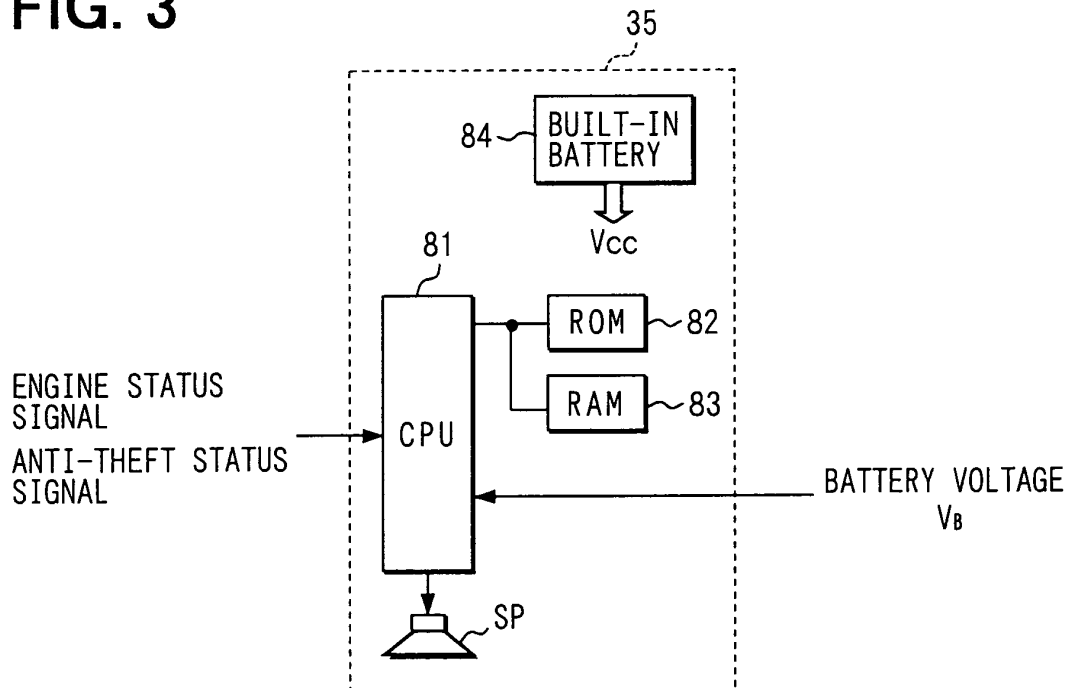 FIG. 3
35
84
BUILT-IN
BATTERY
Vcc
81
CPU
ROM
82
RAM
83
ENGINE STATUS
SIGNAL
ANTI-THEFT STATUS
SIGNAL
BATTERY VOLTAGE
VB
SP